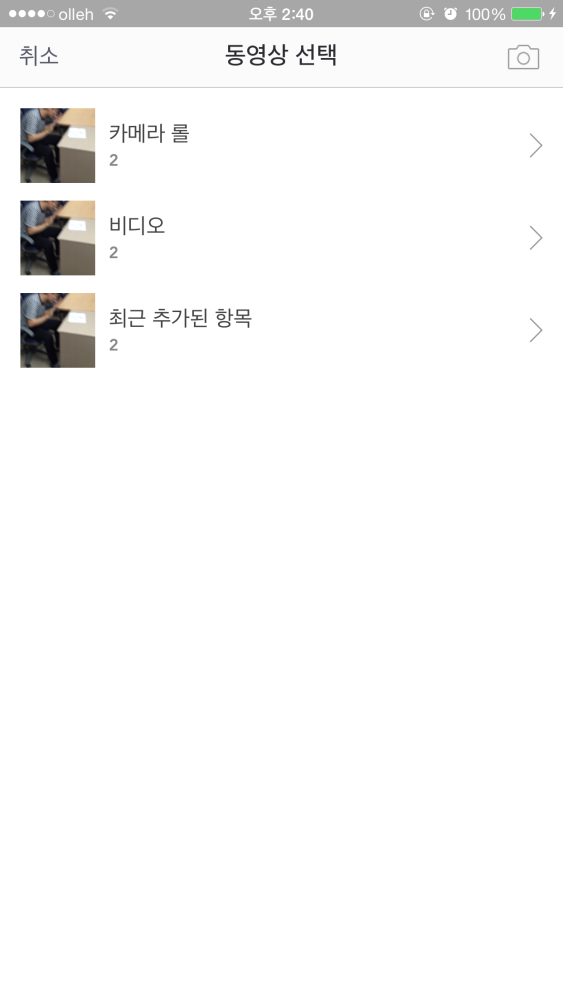 olleh 오후 2:40 100%
취소 동영상 선택
카메라 롤
2
비디오
2
최근 추가된 항목
2